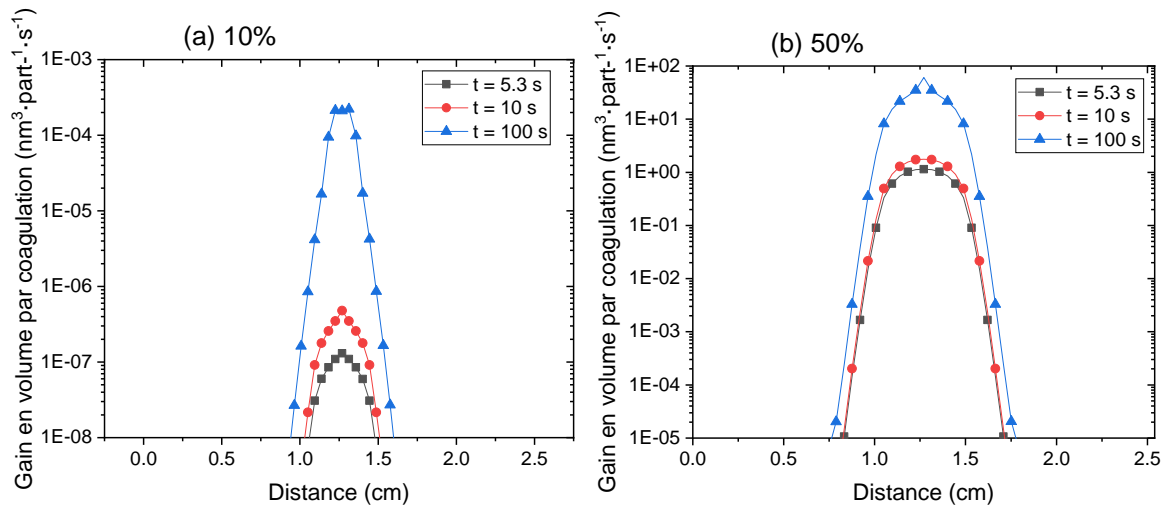 (a) 10%
Gain en volume par coagulation (nm³·part-¹·s-¹)
1E-03
1E-04
1E-05
1E-06
1E-07
1E-08
t = 5.3 s
t = 10 s
t = 100 s
0.0 0.5 1.0 1.5 2.0 2.5
Distance (cm)
(b) 50%
Gain en volume par coagulation (nm³·part-¹·s-¹)
1E+02
1E+01
1E+00
1E-01
1E-02
1E-03
1E-04
1E-05
t = 5.3 s
t = 10 s
t = 100 s
0.0 0.5 1.0 1.5 2.0 2.5
Distance (cm)